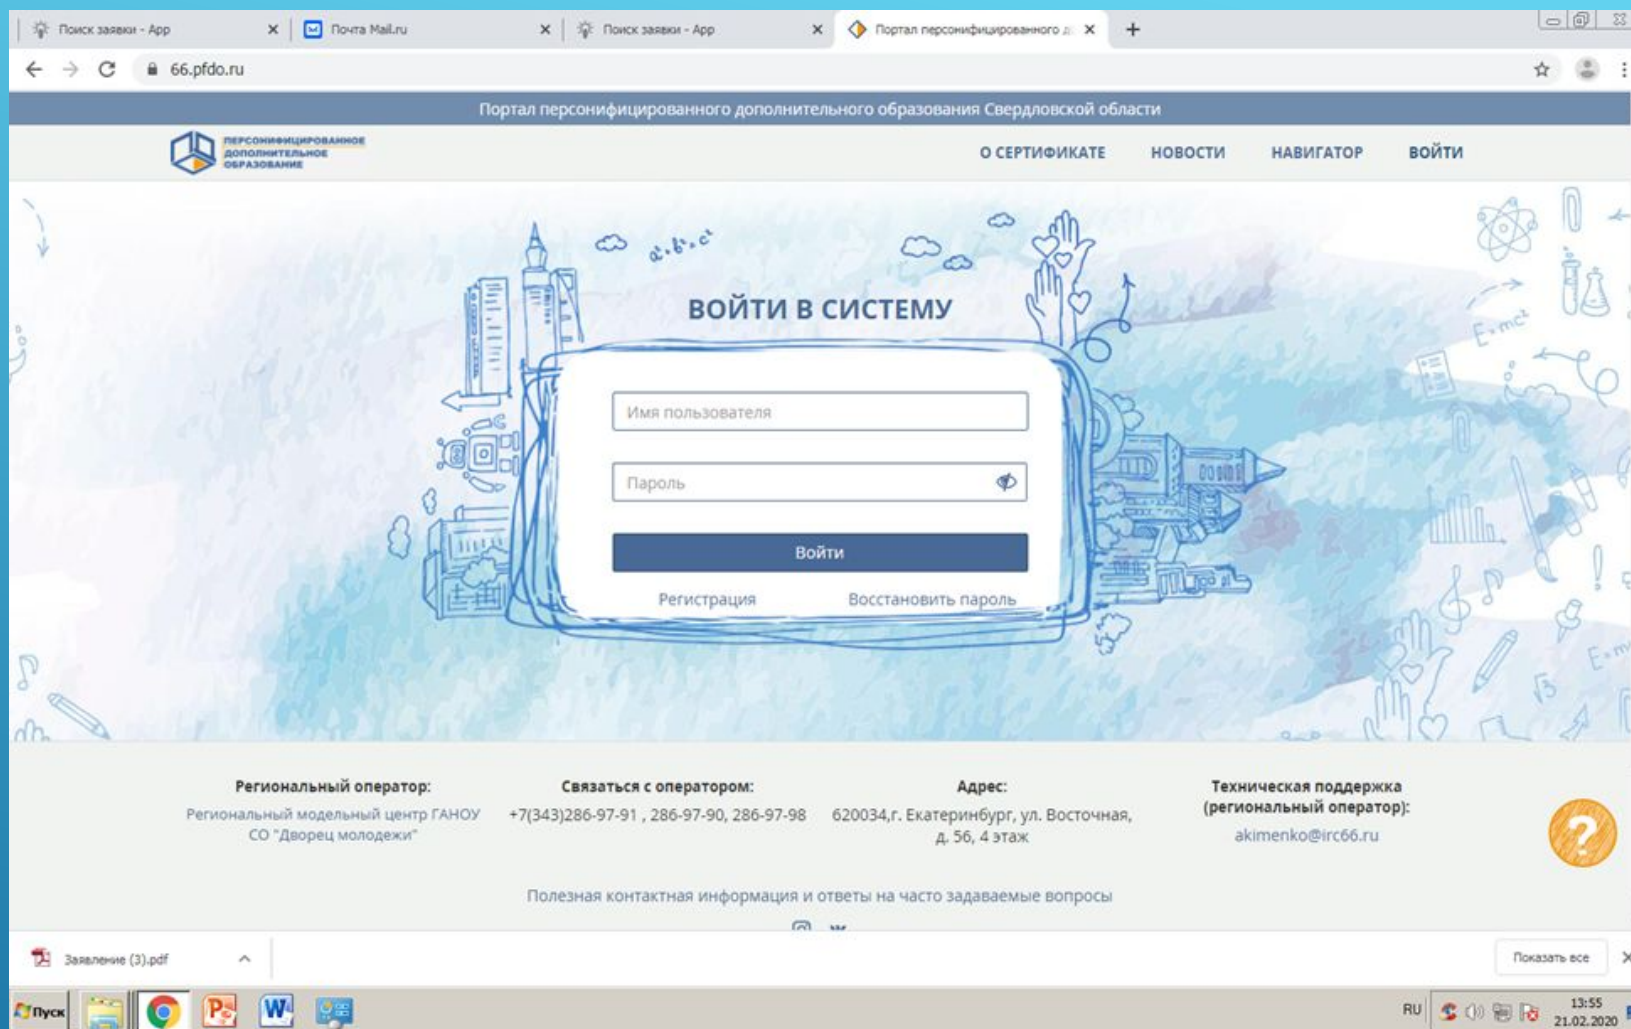 Поиск заявки - App
Почта Mail.ru
Поиск заявки - App
Портал персонифицированного д
66.pfdo.ru
Портал персонифицированного дополнительного образования Свердловской области
ПЕРСОНИФИЦИРОВАННОЕ
ДОПОЛНИТЕЛЬНОЕ
ОБРАЗОВАНИЕ
О СЕРТИФИКАТЕ
НОВОСТИ
НАВИГАТОР
ВОЙТИ
ВОЙТИ В СИСТЕМУ
Имя пользователя
Пароль
Войти
Регистрация
Восстановить пароль
E=mc²
√3
Региональный оператор:
Региональный модельный центр ГАНОУ
СО "Дворец молодежи"
Связаться с оператором:
+7(343)286-97-91 , 286-97-90, 286-97-98
Адрес:
620034,г. Екатеринбург, ул. Восточная,
д. 56, 4 этаж
Техническая поддержка
(региональный оператор):
akimenko@irc66.ru
?
Полезная контактная информация и ответы на часто задаваемые вопросы
Заявление (3).pdf
Показать все
Пуск
RU
13:55
21.02.2020